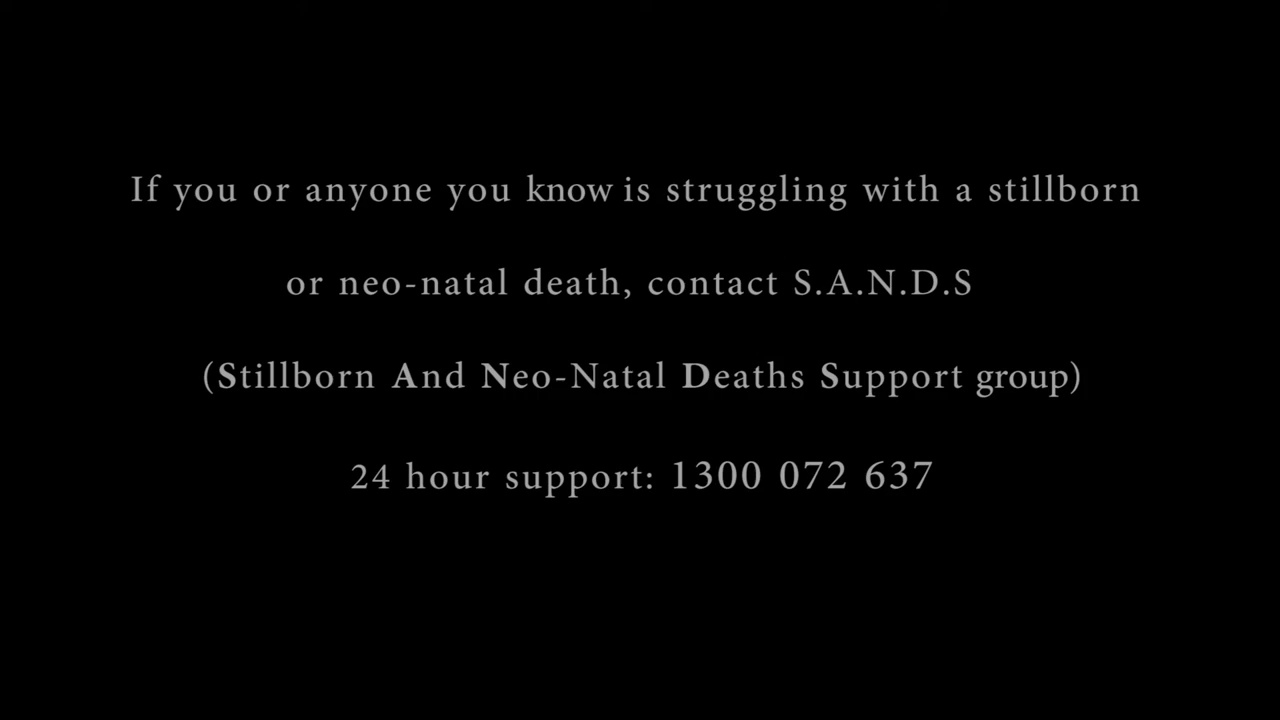 If you or anyone you know is struggling with a stillborn
or neo-natal death, contact S.A.N.D.S
(Stillborn And Neo-Natal Deaths Support group)
24 hour support: 1300 072 637